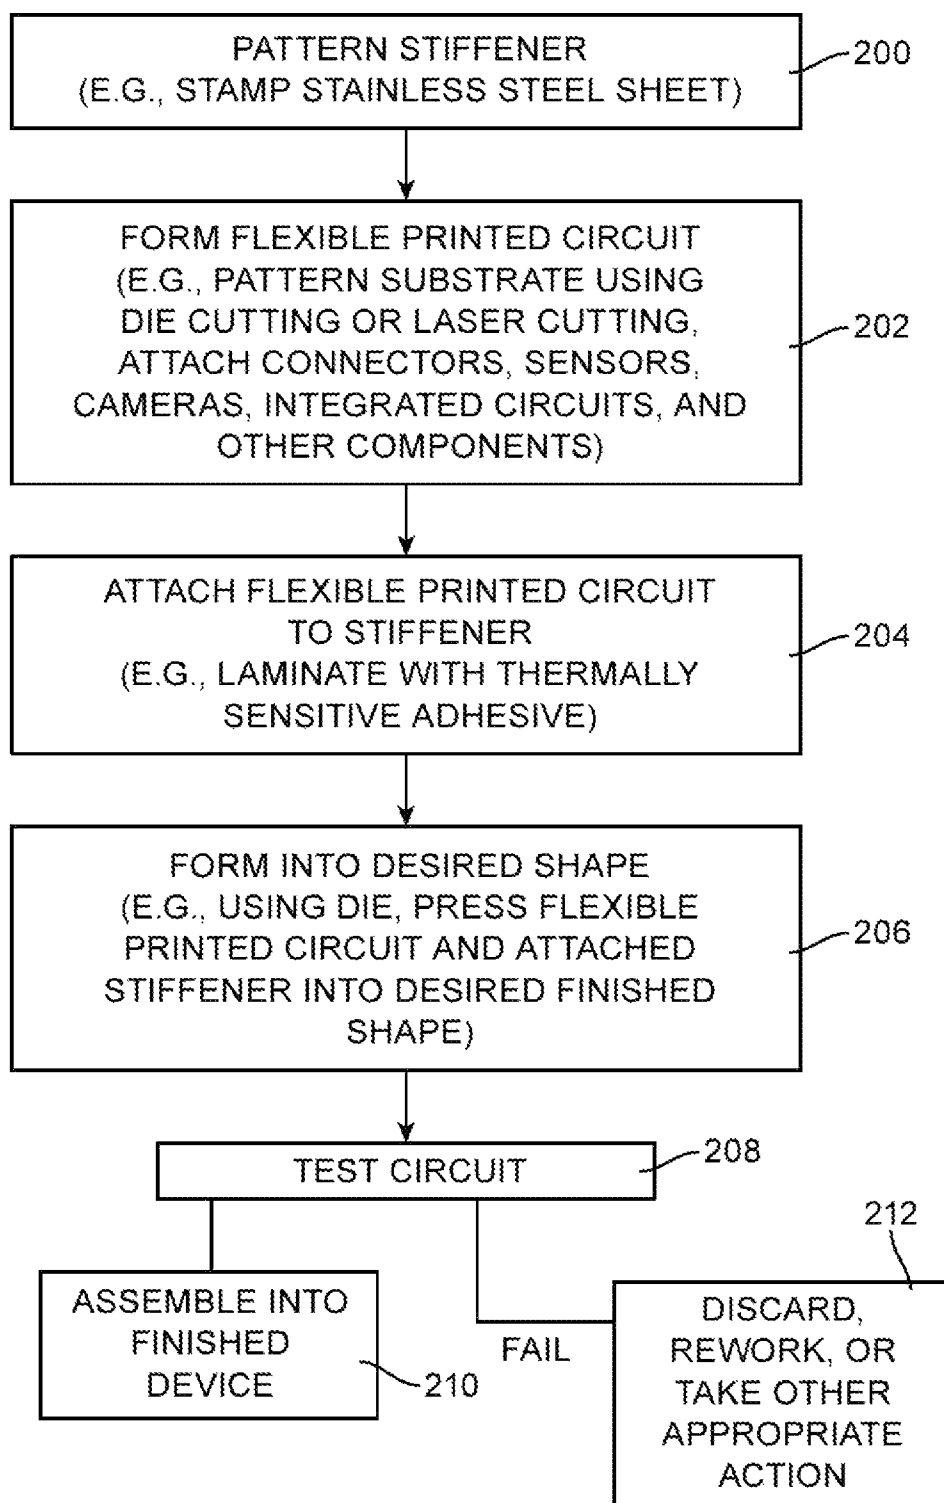 PATTERN STIFFENER
(E.G., STAMP STAINLESS STEEL SHEET)
200
FORM FLEXIBLE PRINTED CIRCUIT
(E.G., PATTERN SUBSTRATE USING
DIE CUTTING OR LASER CUTTING,
ATTACH CONNECTORS, SENSORS,
CAMERAS, INTEGRATED CIRCUITS, AND
OTHER COMPONENTS)
202
ATTACH FLEXIBLE PRINTED CIRCUIT
TO STIFFENER
(E.G., LAMINATE WITH THERMALLY
SENSITIVE ADHESIVE)
204
FORM INTO DESIRED SHAPE
(E.G., USING DIE, PRESS FLEXIBLE
PRINTED CIRCUIT AND ATTACHED
STIFFENER INTO DESIRED FINISHED
SHAPE)
206
TEST CIRCUIT
208
ASSEMBLE INTO
FINISHED
DEVICE
210
FAIL
212
DISCARD,
REWORK, OR
TAKE OTHER
APPROPRIATE
ACTION